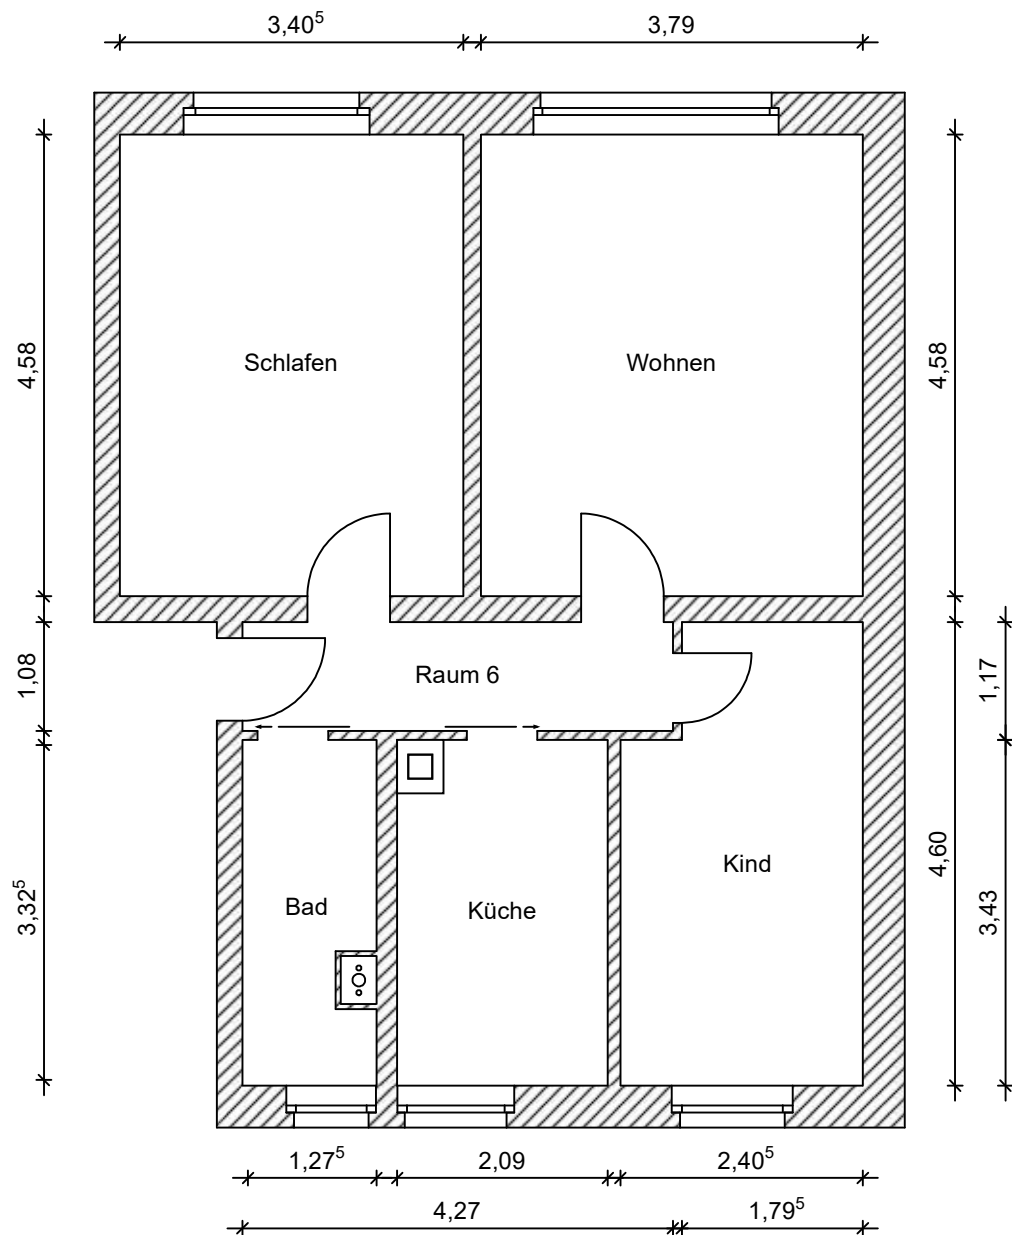 3,40⁵
3,79
4,58
Schlafen
Wohnen
4,58
1,08
Raum 6
1,17
3,32⁵
Bad
Küche
Kind
4,60
3,43
1,27⁵
2,09
2,40⁵
4,27
1,79⁵